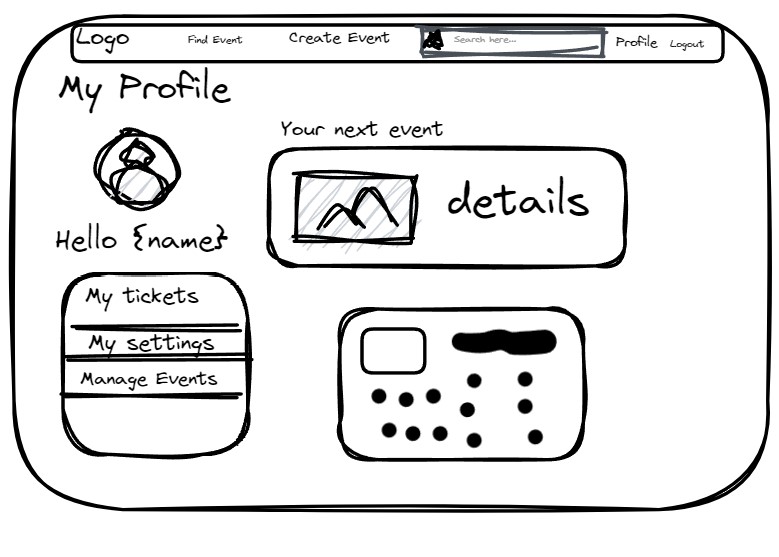 Logo
Find Event
Create Event
Search here...
Profile
Logout
My Profile
Your next event
details
Hello {name}
My tickets
My settings
Manage Events